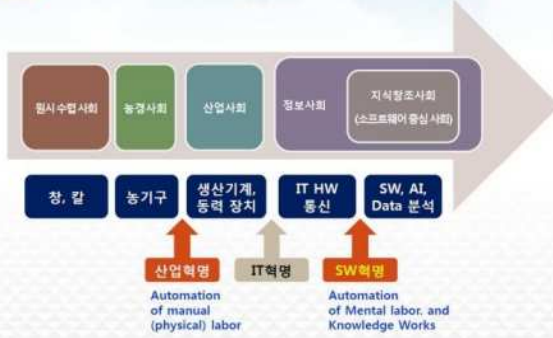 원시 수렵사회
농경사회
산업사회
정보사회
지식창조사회
(소프트웨어 중심 사회)
창, 칼
농기구
생산기계,
동력 장치
IT HW
통신
SW, AI,
Data 분석
산업혁명
IT혁명
SW혁명
Automation
of manual
(physical) labor
Automation
of Mental labor, and
Knowledge Works